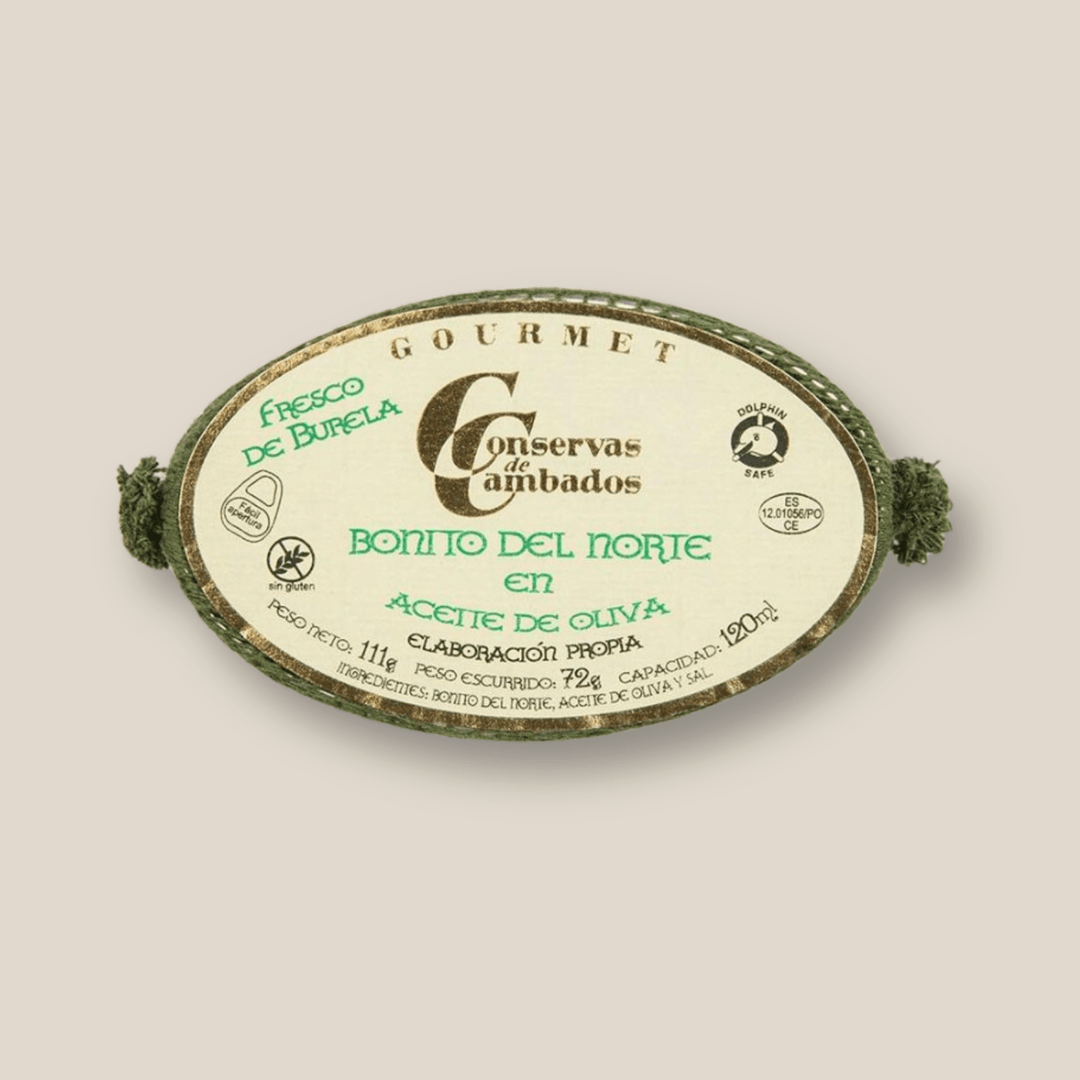 GOURMET
FRESCO
DE BURELA
Conservas
de
Cambados
DOLPHIN
SAFE
Fácil
apertura
ES
12.01056/PO
CE
sin gluten
BONITO DEL NORTE
EN
ACEITE DE OLIVA
ELABORACIÓN PROPIA
PESO NETO: 111g PESO ESCURRIDO: 72g CAPACIDAD: 120ml
INGREDIENTES: BONITO DEL NORTE, ACEITE DE OLIVA Y SAL.